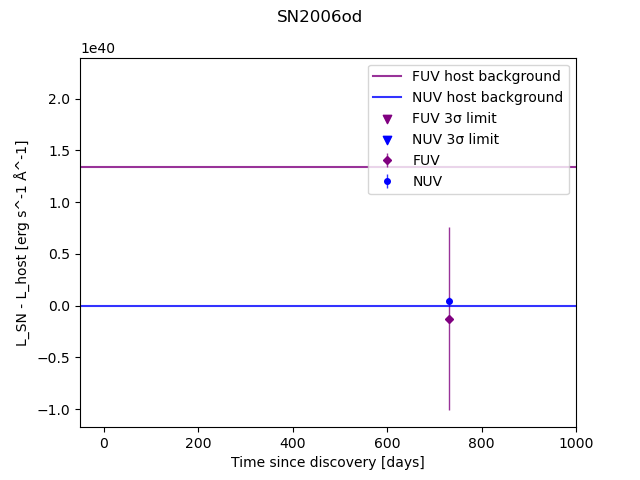 SN2006od
1e40
FUV host background
NUV host background
FUV 3σ limit
NUV 3σ limit
FUV
NUV
2.0
1.5
1.0
0.5
0.0
−0.5
−1.0
L_SN - L_host [erg s^-1 Å^-1]
0 200 400 600 800 1000
Time since discovery [days]